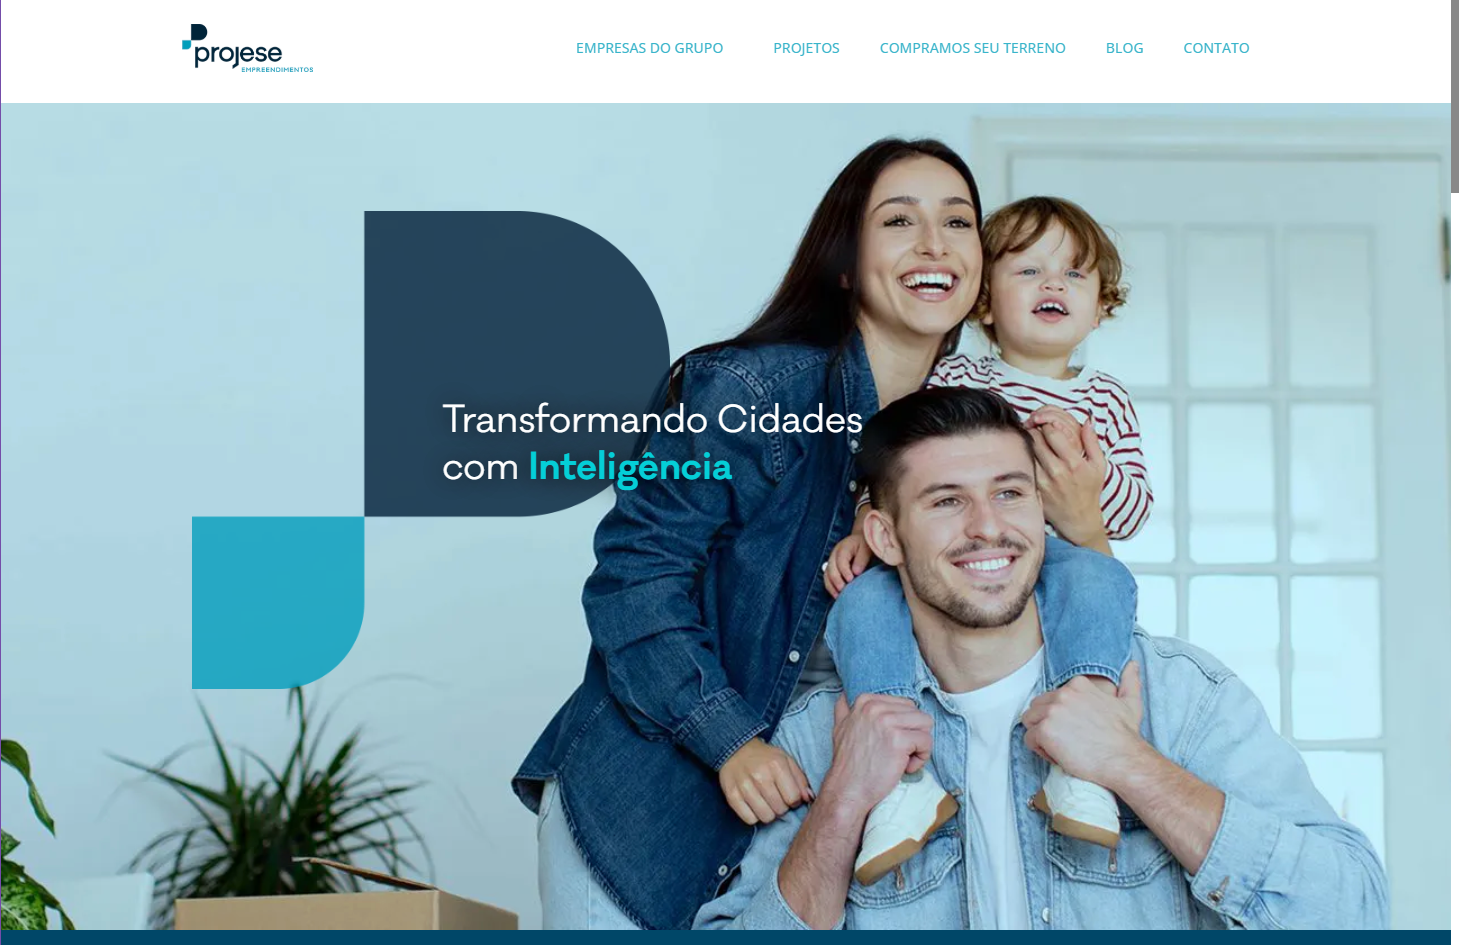 projese
EMPREENDIMENTOS
EMPRESAS DO GRUPO
PROJETOS
COMPRAMOS SEU TERRENO
BLOG
CONTATO
Transformando Cidades
com Inteligência